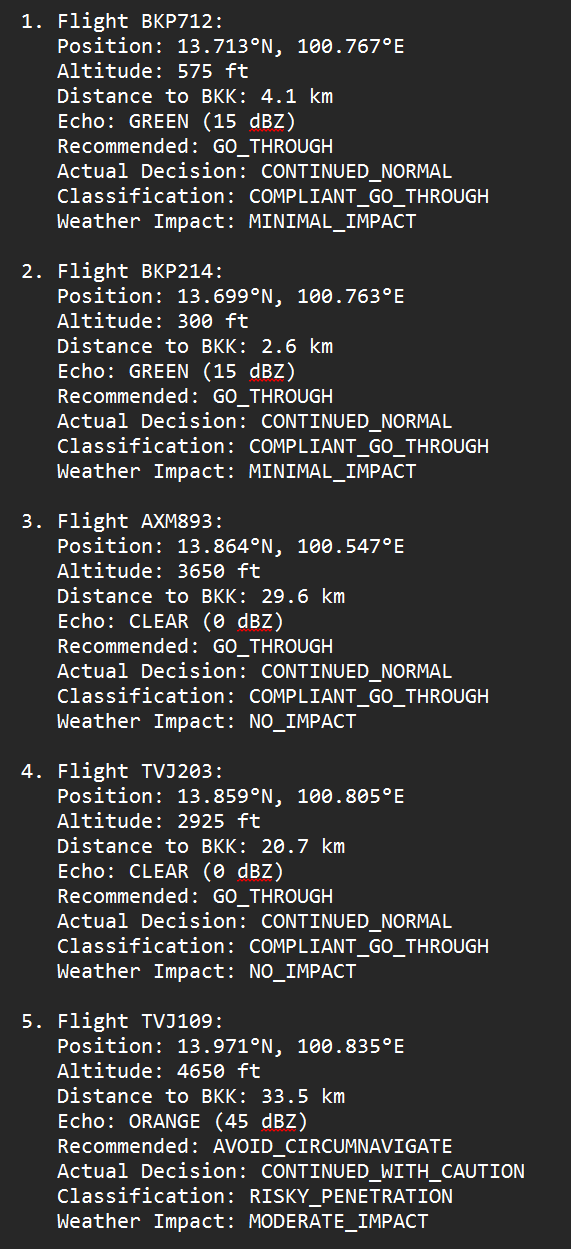 1. Flight BKP712:
Position: 13.713°N, 100.767°E
Altitude: 575 ft
Distance to BKK: 4.1 km
Echo: GREEN (15 dBZ)
Recommended: GO_THROUGH
Actual Decision: CONTINUED_NORMAL
Classification: COMPLIANT_GO_THROUGH
Weather Impact: MINIMAL_IMPACT
2. Flight BKP214:
Position: 13.699°N, 100.763°E
Altitude: 300 ft
Distance to BKK: 2.6 km
Echo: GREEN (15 dBZ)
Recommended: GO_THROUGH
Actual Decision: CONTINUED_NORMAL
Classification: COMPLIANT_GO_THROUGH
Weather Impact: MINIMAL_IMPACT
3. Flight AXM893:
Position: 13.864°N, 100.547°E
Altitude: 3650 ft
Distance to BKK: 29.6 km
Echo: CLEAR (0 dBZ)
Recommended: GO_THROUGH
Actual Decision: CONTINUED_NORMAL
Classification: COMPLIANT_GO_THROUGH
Weather Impact: NO_IMPACT
4. Flight TVJ203:
Position: 13.859°N, 100.805°E
Altitude: 2925 ft
Distance to BKK: 20.7 km
Echo: CLEAR (0 dBZ)
Recommended: GO_THROUGH
Actual Decision: CONTINUED_NORMAL
Classification: COMPLIANT_GO_THROUGH
Weather Impact: NO_IMPACT
5. Flight TVJ109:
Position: 13.971°N, 100.835°E
Altitude: 4650 ft
Distance to BKK: 33.5 km
Echo: ORANGE (45 dBZ)
Recommended: AVOID_CIRCUMNAVIGATE
Actual Decision: CONTINUED_WITH_CAUTION
Classification: RISKY_PENETRATION
Weather Impact: MODERATE_IMPACT